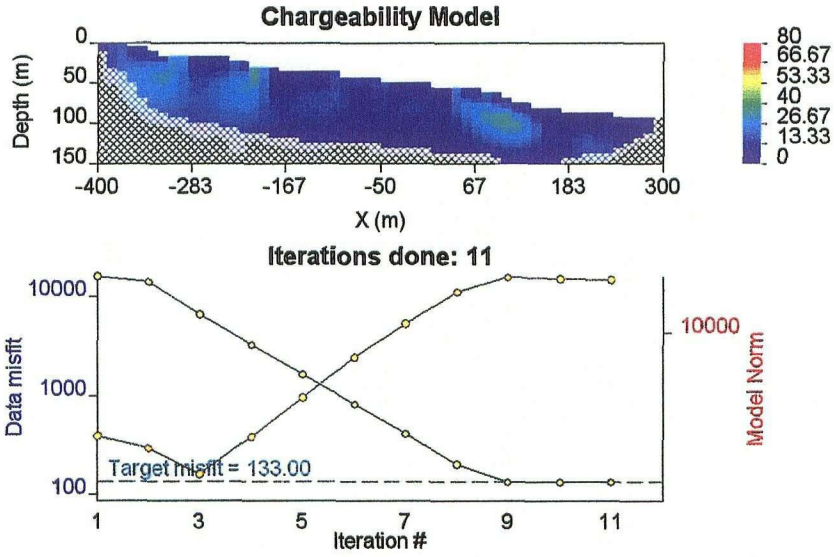 Chargeability Model
Depth (m)
0
50
100
150
-400 -283 -167 -50 67 183 300
X (m)
80
66.67
53.33
40
26.67
13.33
0
Iterations done: 11
Data misfit
10000
1000
100
Target misfit = 133.00
10000
Model Norm
1 3 5 7 9 11
Iteration #